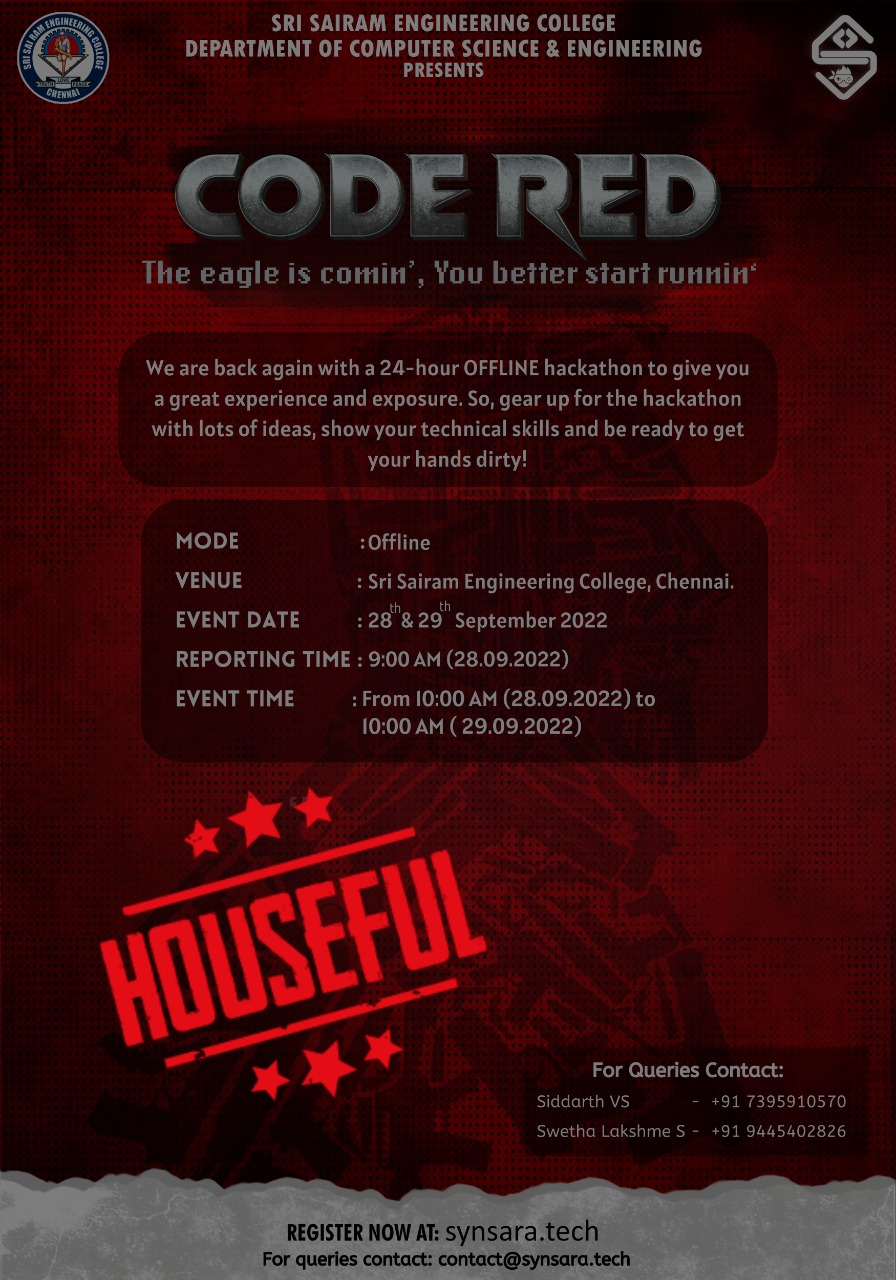 SRI SAIRAM ENGINEERING COLLEGE
DEPARTMENT OF COMPUTER SCIENCE & ENGINEERING
PRESENTS
SRI SAI RAM ENGINEERING COLLEGE
CHENNAI
CODE RED
The eagle is comin', You better start runnin'
We are back again with a 24-hour OFFLINE hackathon to give you
a great experience and exposure. So, gear up for the hackathon
with lots of ideas, show your technical skills and be ready to get
your hands dirty!
MODE : Offline
VENUE : Sri Sairam Engineering College, Chennai.
EVENT DATE : 28th & 29th September 2022
REPORTING TIME : 9:00 AM (28.09.2022)
EVENT TIME : From 10:00 AM (28.09.2022) to
10:00 AM ( 29.09.2022)
HOUSEFUL
For Queries Contact:
Siddarth VS - +91 7395910570
Swetha Lakshme S - +91 9445402826
REGISTER NOW AT: synsara.tech
For queries contact: contact@synsara.tech